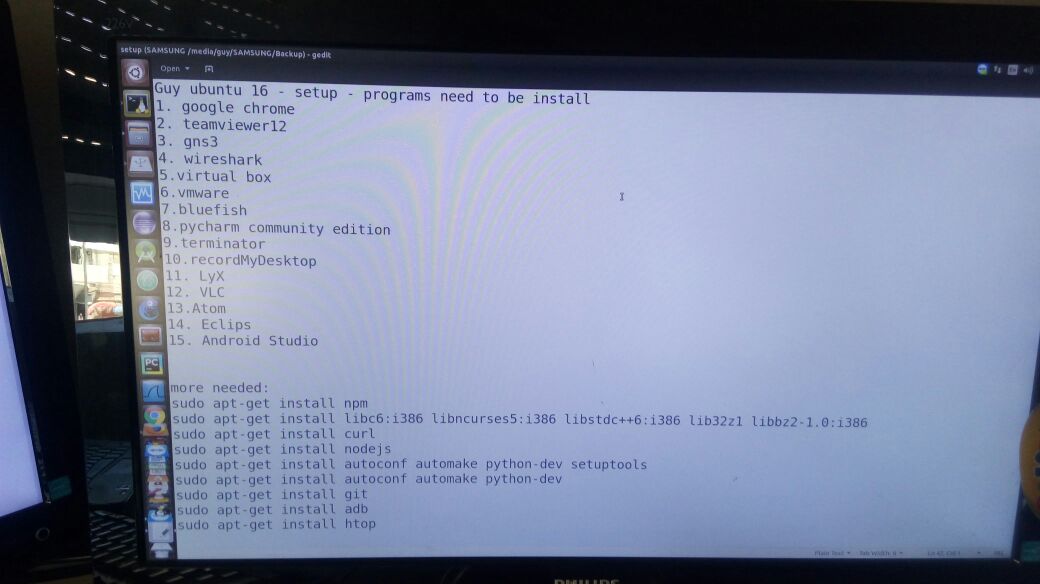 226V
setup (SAMSUNG /media/guy/SAMSUNG/Backup) - gedit
Open
Guy ubuntu 16 - setup - programs need to be install
1. google chrome
2. teamviewer12
3. gns3
4. wireshark
5.virtual box
6.vmware
7.bluefish
8.pycharm community edition
9.terminator
10.recordMyDesktop
11. LyX
12. VLC
13.Atom
14. Eclips
15. Android Studio
more needed:
sudo apt-get install npm
sudo apt-get install libc6:i386 libncurses5:i386 libstdc++6:i386 lib32z1 libbz2-1.0:i386
sudo apt-get install curl
sudo apt-get install nodejs
sudo apt-get install autoconf automake python-dev setuptools
sudo apt-get install autoconf automake python-dev
sudo apt-get install git
sudo apt-get install adb
sudo apt-get install htop
Plain Text Tab Width: 8
PHILIPS